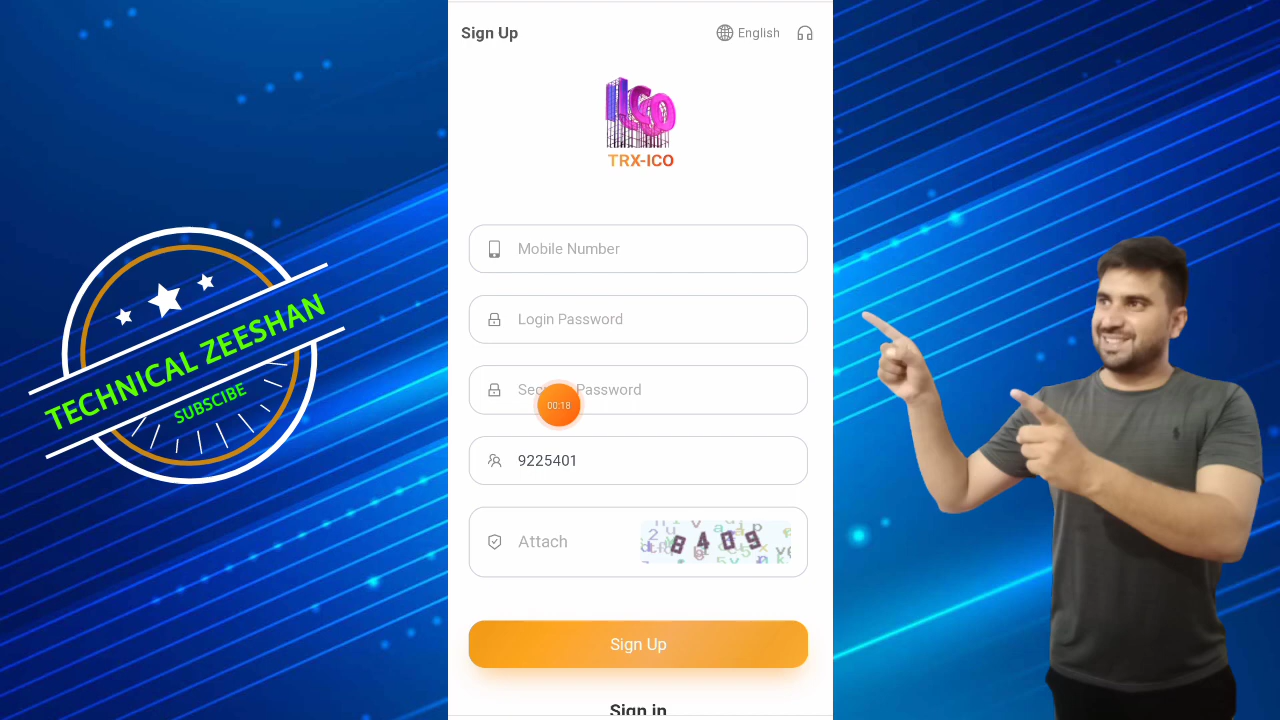 Sign Up
English
TRX-ICO
Mobile Number
Login Password
Password
00:18
9225401
Attach
8409
Sign Up
Sign in
TECHNICAL ZEESHAN
SUBSCIBE